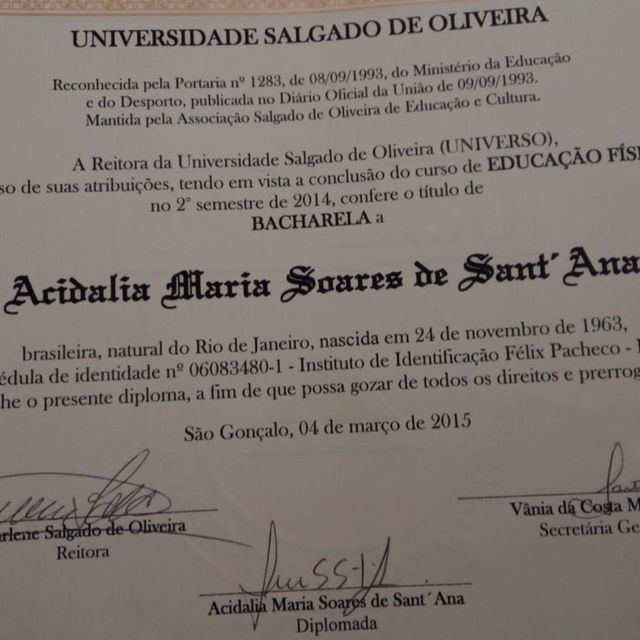 UNIVERSIDADE SALGADO DE OLIVEIRA
Reconhecida pela Portaria nº 1283, de 08/09/1993, do Ministério da Educação
e do Desporto, publicada no Diário Oficial da União de 09/09/1993.
Mantida pela Associação Salgado de Oliveira de Educação e Cultura.
A Reitora da Universidade Salgado de Oliveira (UNIVERSO),
so de suas atribuições, tendo em vista a conclusão do curso de EDUCAÇÃO FÍSI
no 2º semestre de 2014, confere o título de
BACHARELA a
Acidalia Maria Soares de Sant´Ana
brasileira, natural do Rio de Janeiro, nascida em 24 de novembro de 1963,
édula de identidade nº 06083480-1 - Instituto de Identificação Félix Pacheco -
he o presente diploma, a fim de que possa gozar de todos os direitos e prerrog
São Gonçalo, 04 de março de 2015
rlene Salgado de Oliveira
Reitora
Vânia da Costa M
Secretária Ge
Acidalia Maria Soares de Sant´Ana
Diplomada